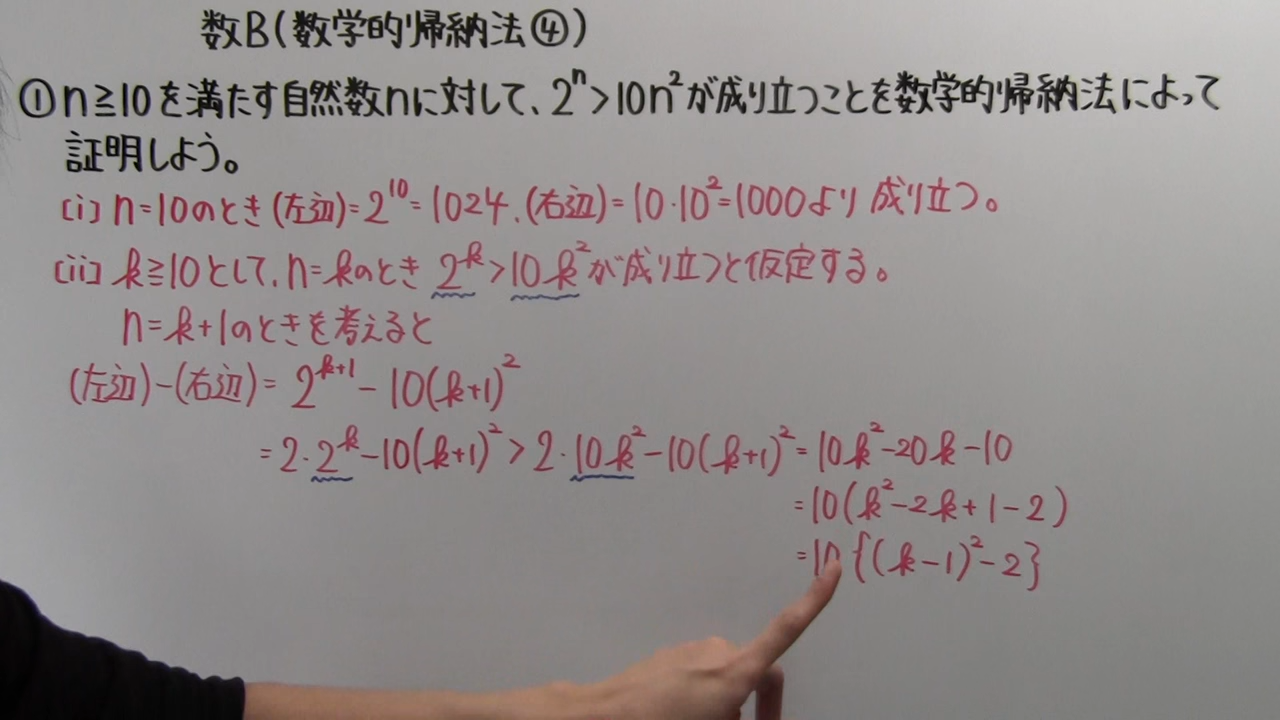 数B(数学的帰納法④)
①n≧10を満たす自然数nに対して、2ⁿ>10n²が成り立つことを数学的帰納法によって
証明しよう。
[i] n=10のとき(左辺)=2¹⁰=1024、(右辺)=10·10²=1000より成り立つ。
[ii] k≧10として、n=kのとき 2ᵏ>10k²が成り立つと仮定する。
n=k+1のときを考えると
(左辺)-(右辺)=2ᵏ⁺¹-10(k+1)²
=2·2ᵏ-10(k+1)²>2·10k²-10(k+1)²=10k²-20k-10
=10(k²-2k+1-2)
=10{(k-1)²-2}